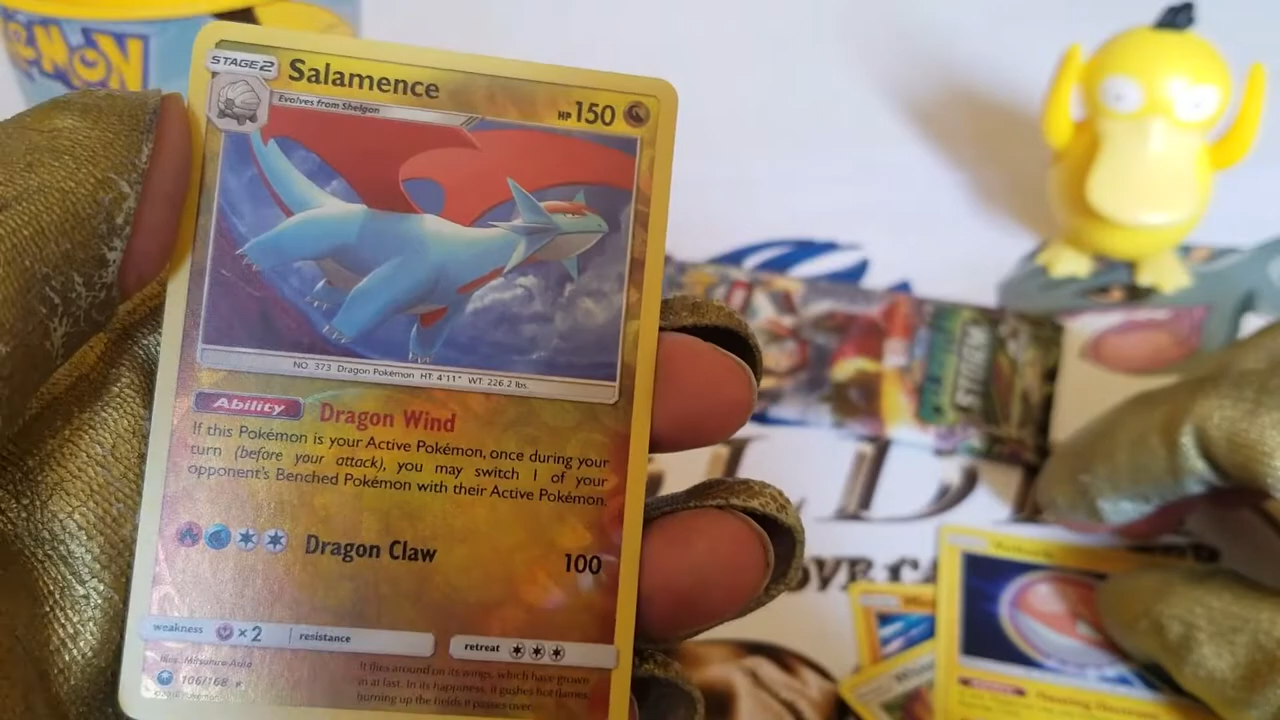 STAGE 2
Salamence
HP 150
Evolves from Shelgon
NO. 373 Dragon Pokémon HT: 4'11" WT: 226.2 lbs.
Ability Dragon Wind
If this Pokémon is your Active Pokémon, once during your
turn (before your attack), you may switch 1 of your
opponent's Benched Pokémon with their Active Pokémon.
Dragon Claw 100
weakness ×2 resistance
retreat
Illus. Mitsuhiro Arita
106/168 ★
It flies around on its wings, which have grown
in at last. In its happiness, it gushes hot flames,
burning up the fields it passes over.
STORM